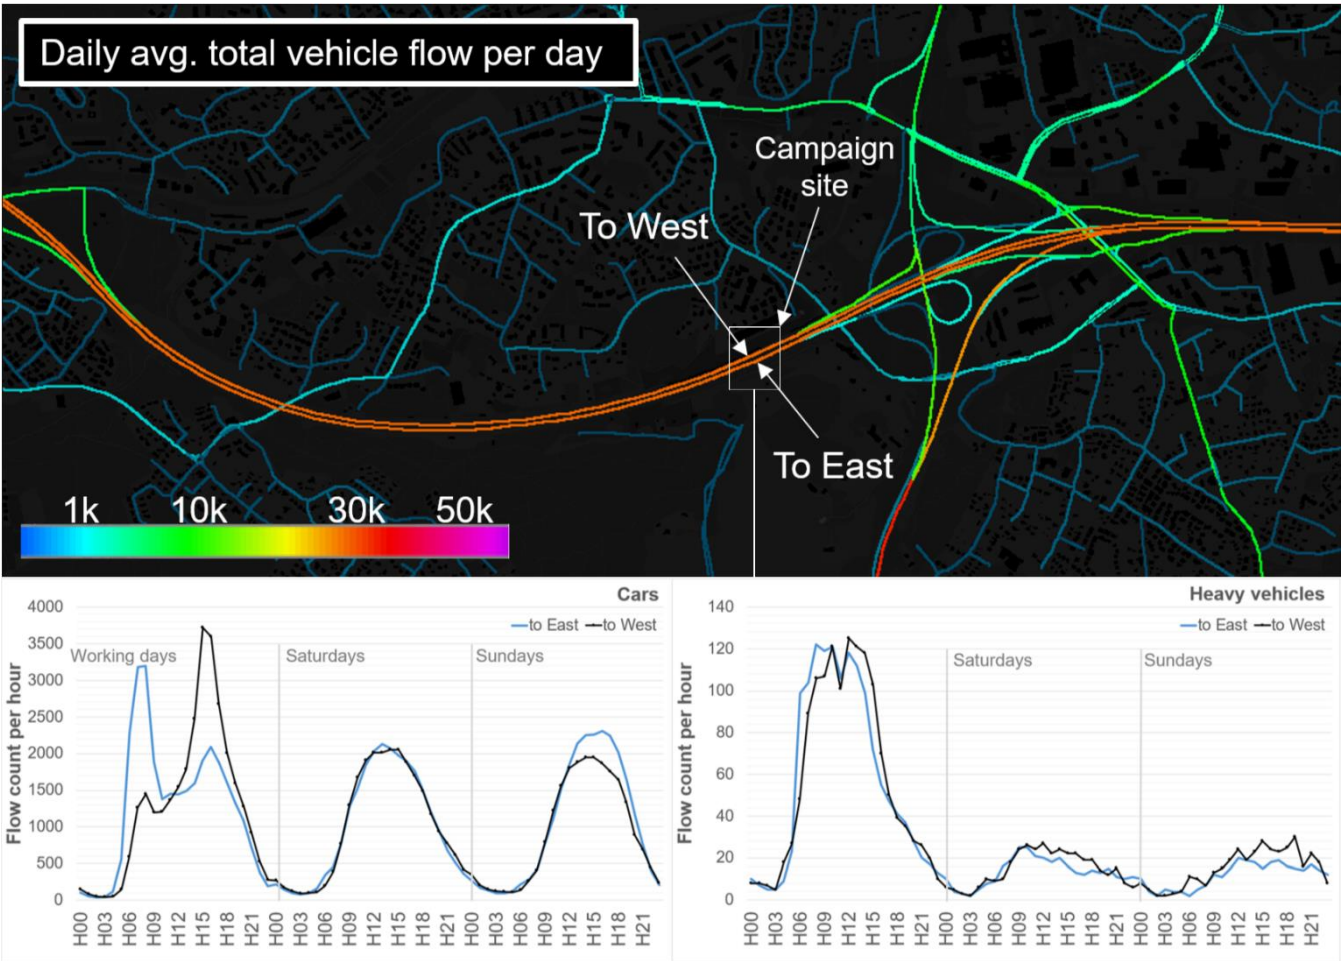 Daily avg. total vehicle flow per day
Campaign
site
To West
To East
1k 10k 30k 50k
Cars
to East to West
Working days Saturdays Sundays
Flow count per hour
4000
3500
3000
2500
2000
1500
1000
500
0
H00 H03 H06 H09 H12 H15 H18 H21 H00 H03 H06 H09 H12 H15 H18 H21 H00 H03 H06 H09 H12 H15 H18 H21
Heavy vehicles
to East to West
Saturdays Sundays
Flow count per hour
140
120
100
80
60
40
20
0
H00 H03 H06 H09 H12 H15 H18 H21 H00 H03 H06 H09 H12 H15 H18 H21 H00 H03 H06 H09 H12 H15 H18 H21